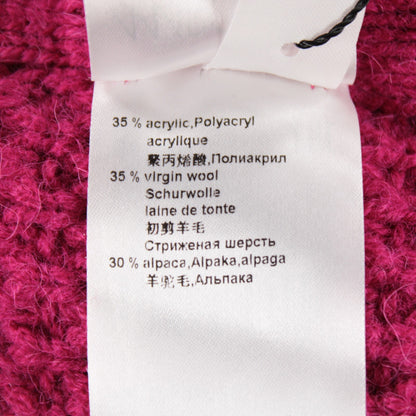 35 % acrylic,Polyacryl
acrylique
聚丙烯酸,Полиакрил
35 % virgin wool
Schurwolle
laine de tonte
初剪羊毛
Стриженая шерсть
30 % alpaca,Alpaka,alpaga
羊驼毛,Альпака